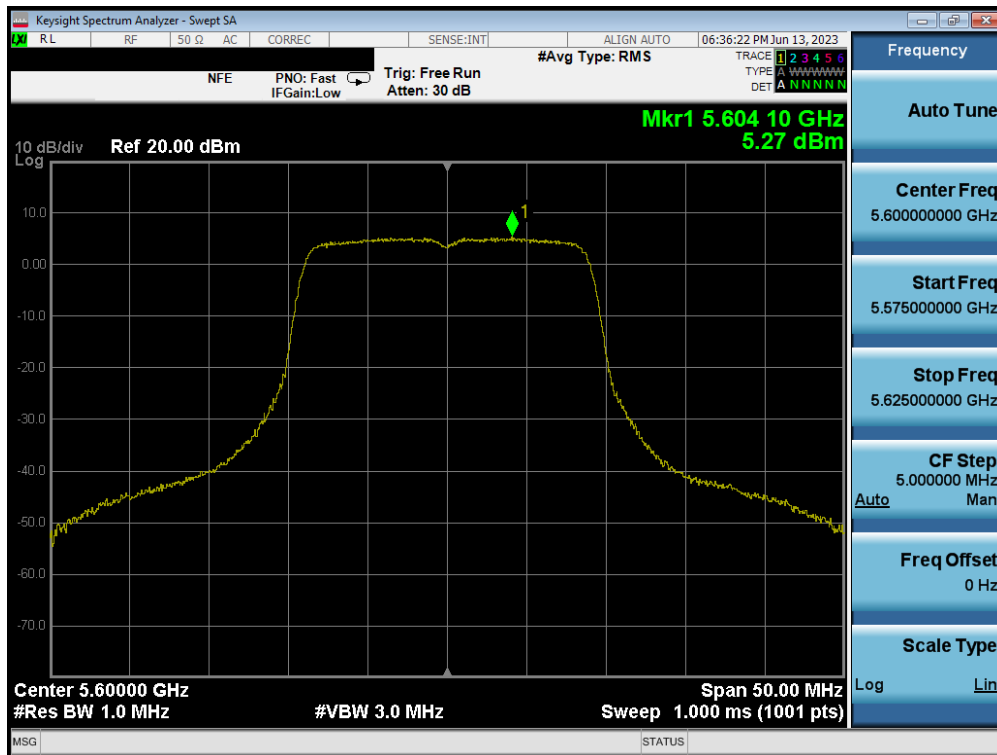 Keysight Spectrum Analyzer - Swept SA
LXI RL RF 50 Ω AC CORREC SENSE:INT ALIGN AUTO 06:36:22 PM Jun 13, 2023
#Avg Type: RMS TRACE 1 2 3 4 5 6
NFE PNO: Fast Trig: Free Run TYPE A WWWWW
IFGain:Low Atten: 30 dB DET A N N N N N
Mkr1 5.604 10 GHz
10 dB/div Ref 20.00 dBm 5.27 dBm
Log
1
10.0
0.00
-10.0
-20.0
-30.0
-40.0
-50.0
-60.0
-70.0
Center 5.60000 GHz Span 50.00 MHz
#Res BW 1.0 MHz #VBW 3.0 MHz Sweep 1.000 ms (1001 pts)
MSG STATUS
Frequency
Auto Tune
Center Freq
5.600000000 GHz
Start Freq
5.575000000 GHz
Stop Freq
5.625000000 GHz
CF Step
5.000000 MHz
Auto Man
Freq Offset
0 Hz
Scale Type
Log Lin